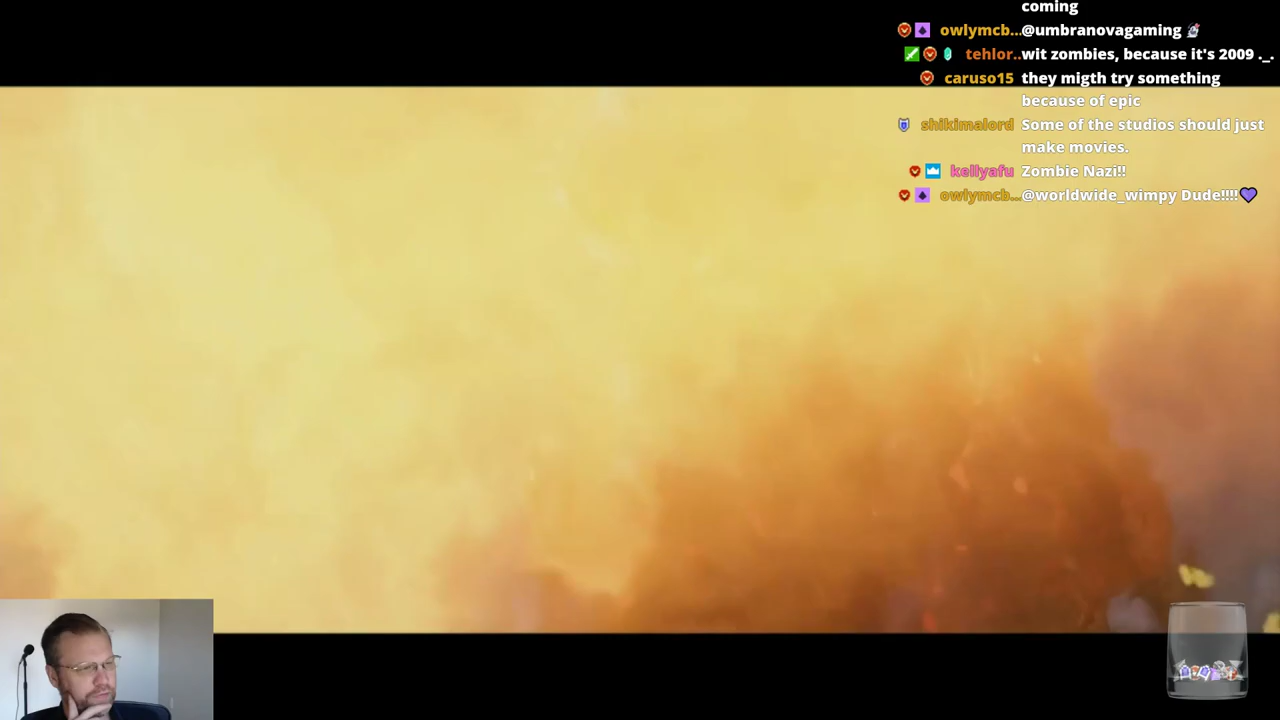 coming
owlymcb... @umbranovagaming
tehlor.. wit zombies, because it's 2009 ._.
caruso15 they migth try something
because of epic
shikimalord Some of the studios should just
make movies.
kellyafu Zombie Nazi!!
owlymcb... @worldwide_wimpy Dude!!!!